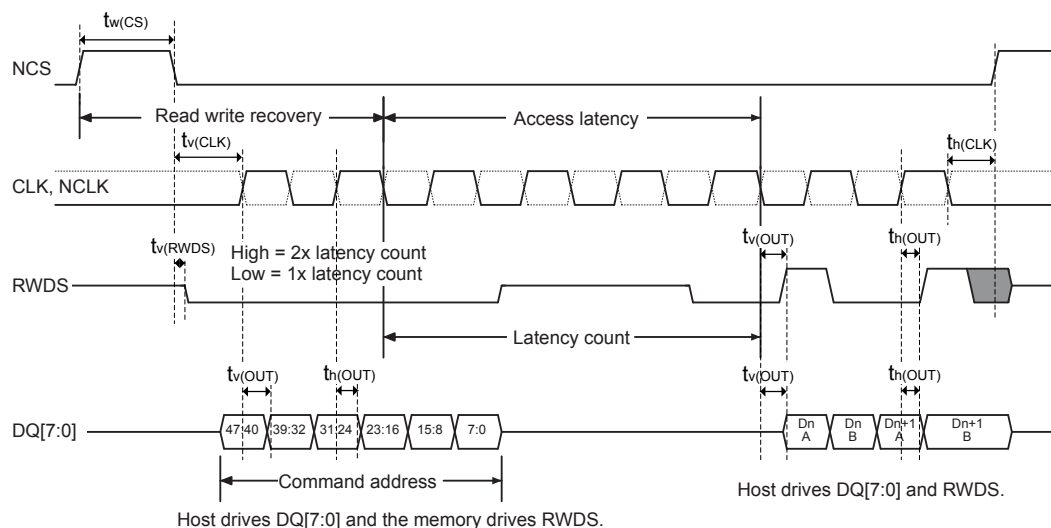 tw(CS)
NCS
Read write recovery
Access latency
tv(CLK)
th(CLK)
CLK, NCLK
tv(RWDS)
High = 2x latency count
Low = 1x latency count
tv(OUT)
th(OUT)
RWDS
Latency count
tv(OUT)
th(OUT)
tv(OUT)
th(OUT)
DQ[7:0]
47:40
39:32
31:24
23:16
15:8
7:0
Dn
A
Dn
B
Dn+1
A
Dn+1
B
Command address
Host drives DQ[7:0] and RWDS.
Host drives DQ[7:0] and the memory drives RWDS.